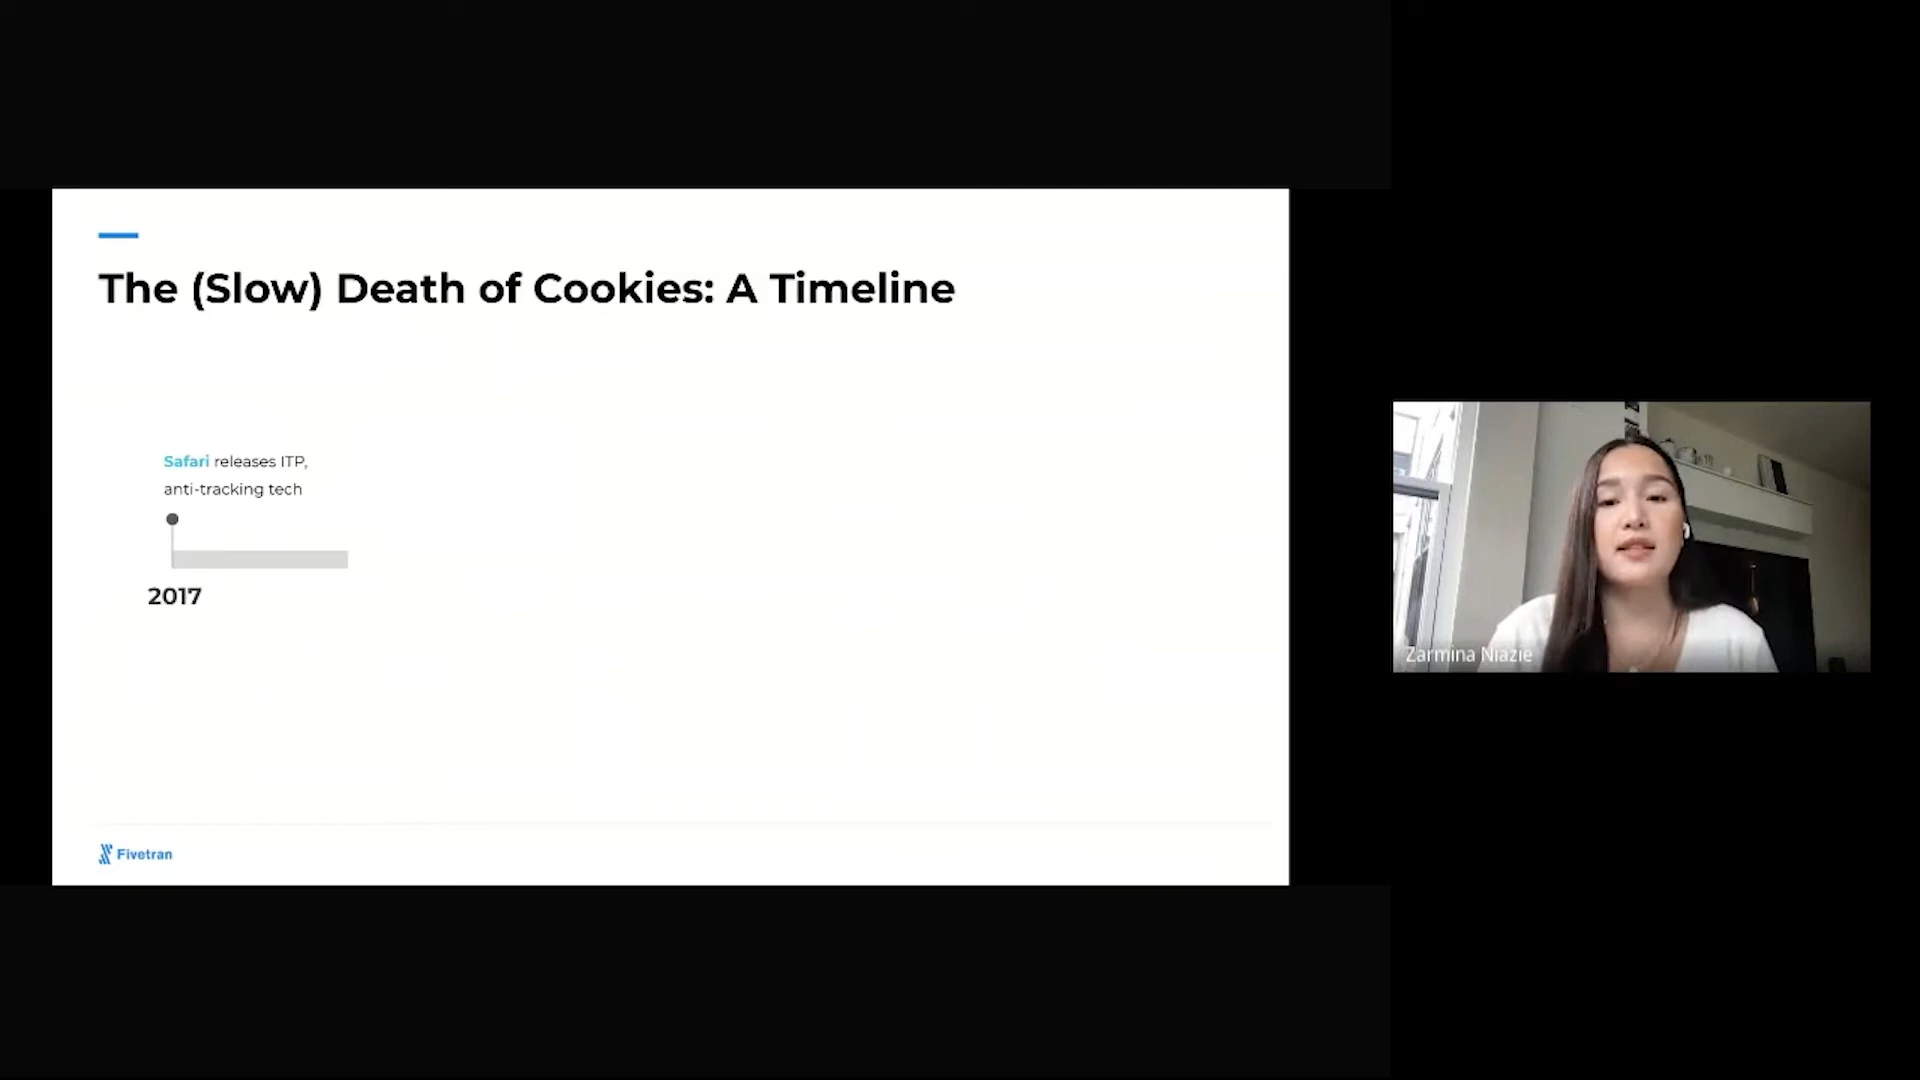 The (Slow) Death of Cookies: A Timeline
Safari releases ITP,
anti-tracking tech
2017
Fivetran
Zarmina Niazie